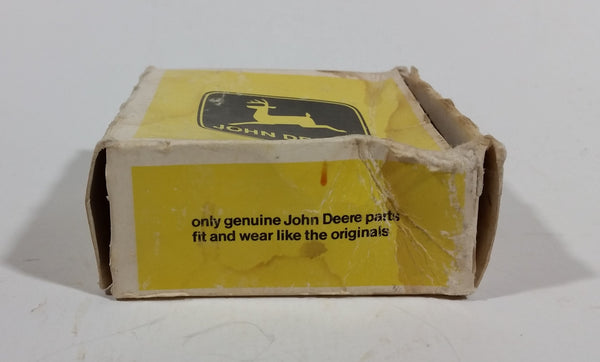 JOHN DEERE
only genuine John Deere parts
fit and wear like the originals